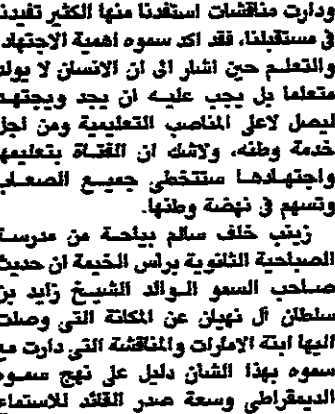 ودارت مناقشات استفدنا منها الكثير تفيدنا
في مستقبلنا، فقد اكد سموه اهمية الاجتهاد
والتعلم حين اشار الى ان الانسان لا يولد
متعلما بل يجب عليه ان يجد ويجتهد
ليصل لاعلى المناصب التعليمية ومن اجل
خدمة وطنه، ولاشك ان الفتاة بتعليمها
واجتهادها ستتخطى جميع الصعاب
وتسهم في نهضة وطنها.
زينب خلف سالم بيلحة من مدرسة
الصباحية الثانوية براس الخيمة ان حديث
صاحب السمو الوالد الشيخ زايد بن
سلطان آل نهيان عن المكانة التي وصلت
اليها ابنة الامارات والمناقشة التي دارت مع
سموه بهذا الشأن دليل على نهج سموه
الديمقراطي وسعة صدر القائد للاستماع